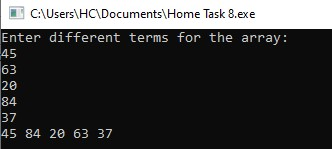 C:\Users\HC\Documents\Home Task 8.exe
Enter different terms for the array:
45
63
20
84
37
45 84 20 63 37